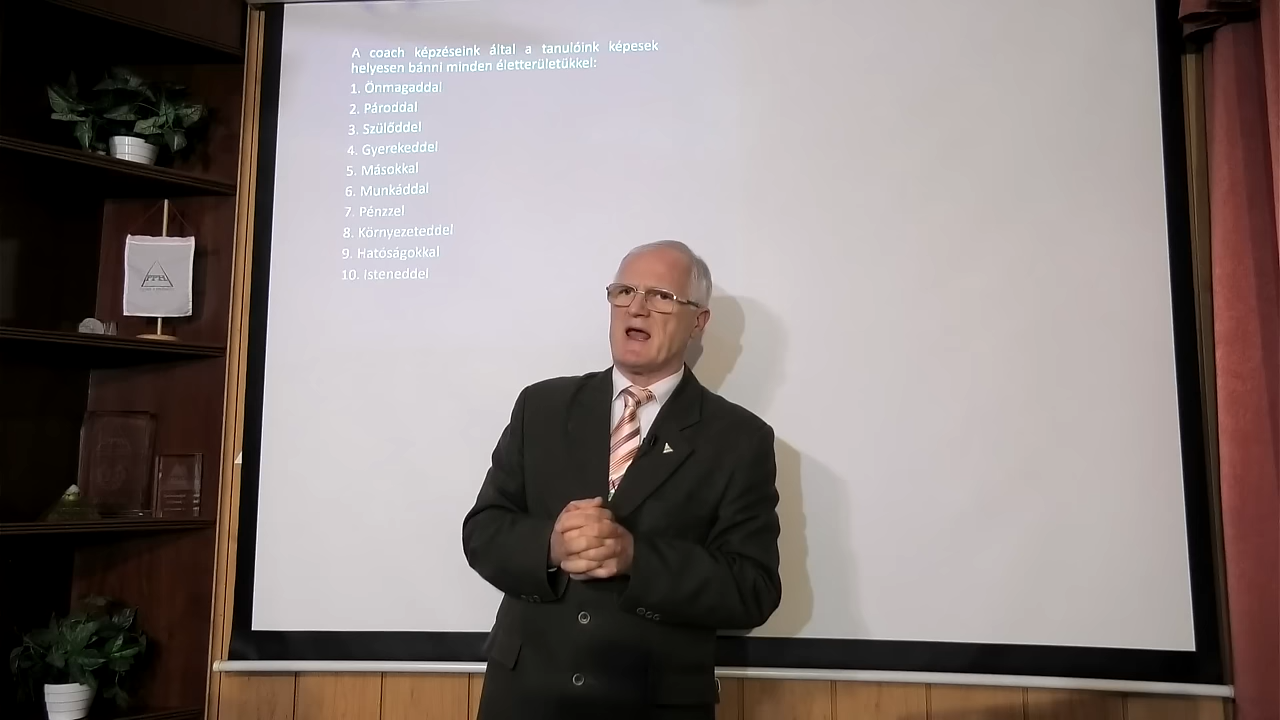 A coach képzéseink által a tanulóink képesek
helyesen bánni minden életterületükkel:
1. Önmagaddal
2. Pároddal
3. Szülőddel
4. Gyerekeddel
5. Másokkal
6. Munkáddal
7. Pénzzel
8. Környezeteddel
9. Hatóságokkal
10. Isteneddel